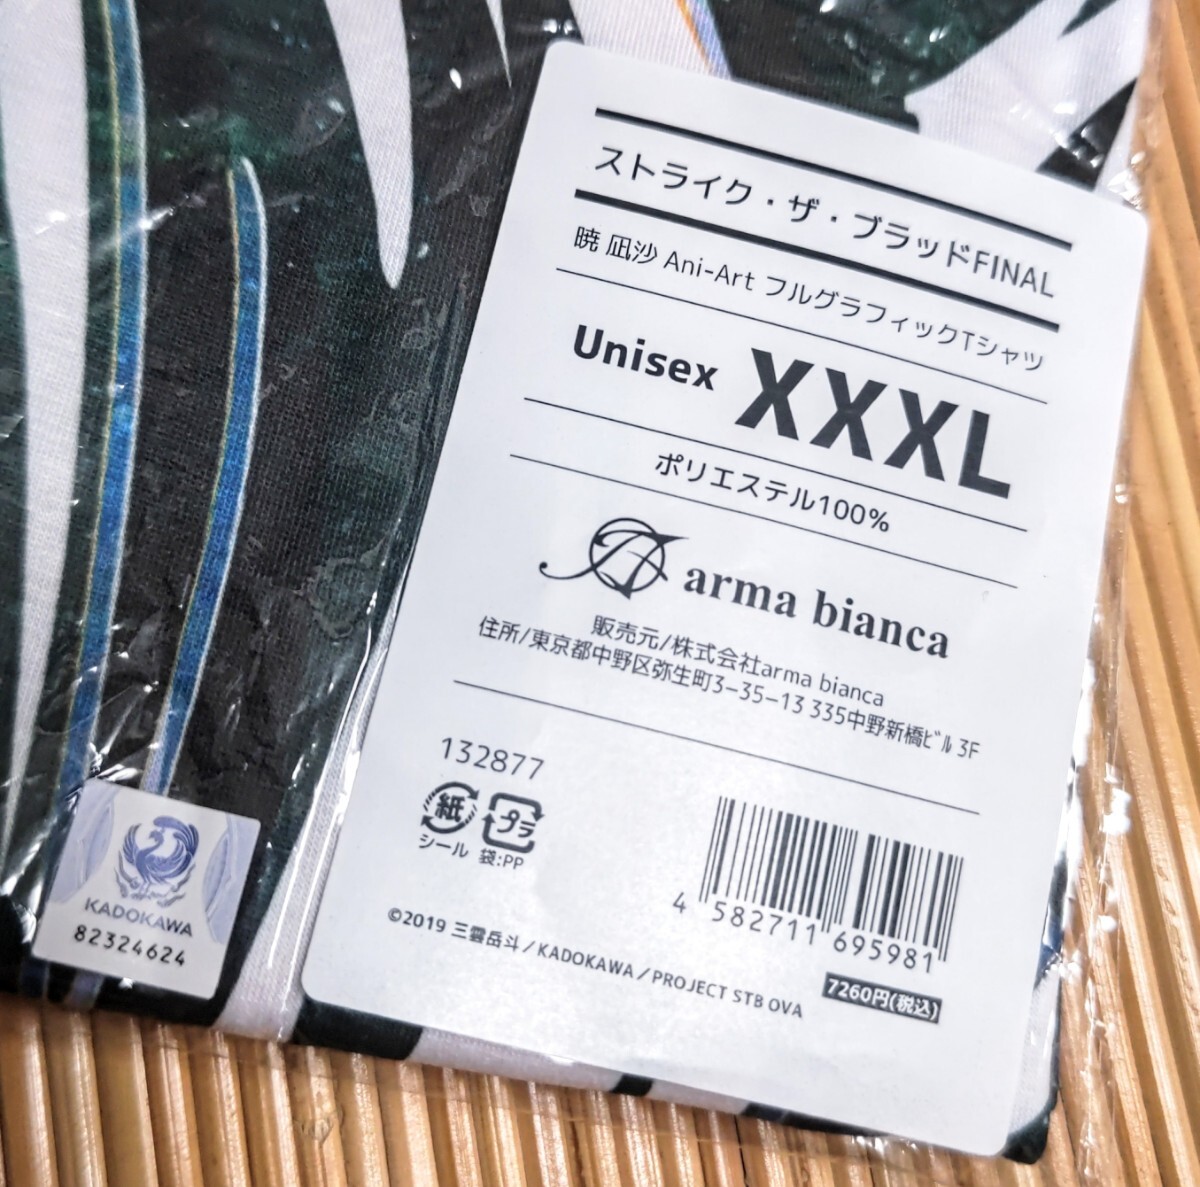 ストライク・ザ・ブラッドFINAL
暁 凪沙 Ani-Art フルグラフィックTシャツ
Unisex XXXL
ポリエステル100%
arma bianca
販売元/株式会社arma bianca
住所/東京都中野区弥生町3-35-13 335中野新橋ﾋﾞﾙ 3F
132877
紙 プラ
シール 袋:PP
4 582711 695981
©2019 三雲岳斗/KADOKAWA/PROJECT STB OVA
7260円(税込)
KADOKAWA
82324624